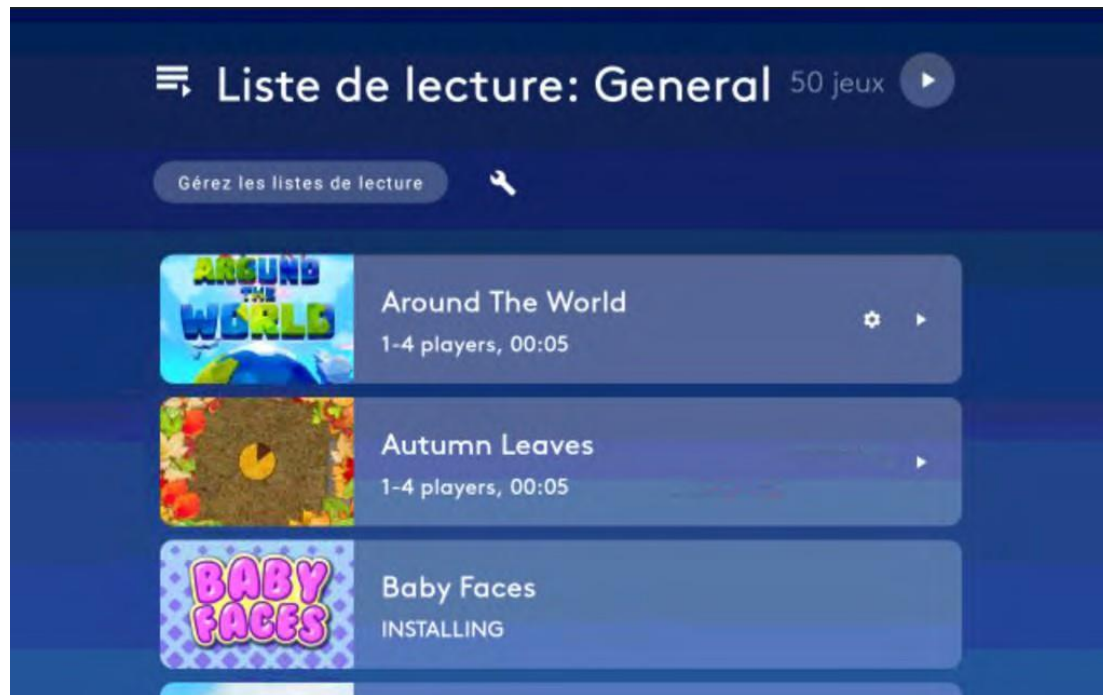 Liste de lecture: General 50 jeux
Gérez les listes de lecture
AROUND
THE
WORLD
Around The World
1-4 players, 00:05
Autumn Leaves
1-4 players, 00:05
BABY
FACES
Baby Faces
INSTALLING